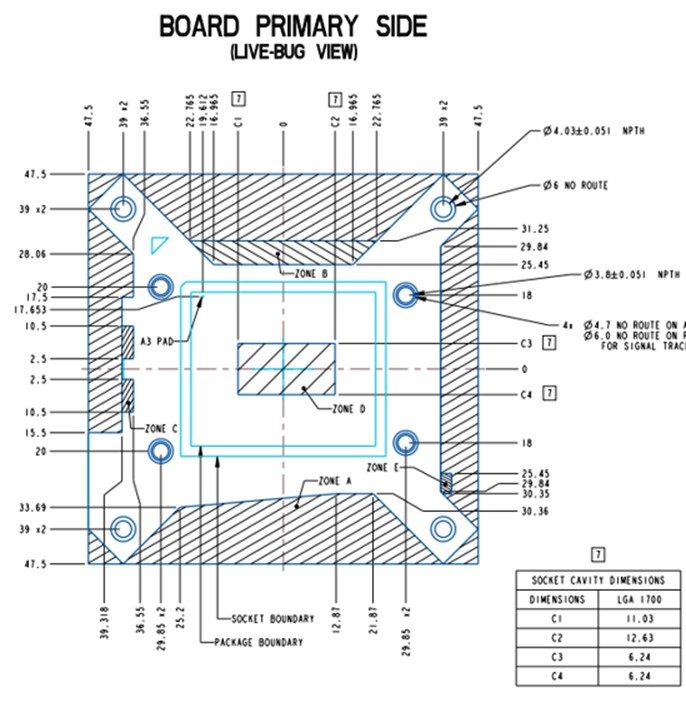 BOARD PRIMARY SIDE
(LIVE-BUG VIEW)
47.5
39 x2
36.55
22.765
19.612
16.965
7
C1
0
7
C2
16.965
22.765
39 x2
47.5
Ø4.03±0.051 NPTH
47.5
Ø6 NO ROUTE
39 x2
31.25
29.84
28.06
25.45
ZONE B
Ø3.8±0.051 NPTH
20
17.5
18
17.653
10.5
4x Ø4.7 NO ROUTE ON
Ø6.0 NO ROUTE ON
FOR SIGNAL
A3 PAD
C3 7
2.5
0
2.5
C4 7
10.5
ZONE D
ZONE C
15.5
18
20
ZONE E
25.45
29.84
30.35
ZONE A
33.69
30.36
39 x2
47.5
7
39.318
36.55
29.85 x2
25.2
SOCKET BOUNDARY
PACKAGE BOUNDARY
12.87
21.87
29.85 x2
SOCKET CAVITY DIMENSIONS
DIMENSIONS LGA 1700
C1 11.03
C2 12.63
C3 6.24
C4 6.24